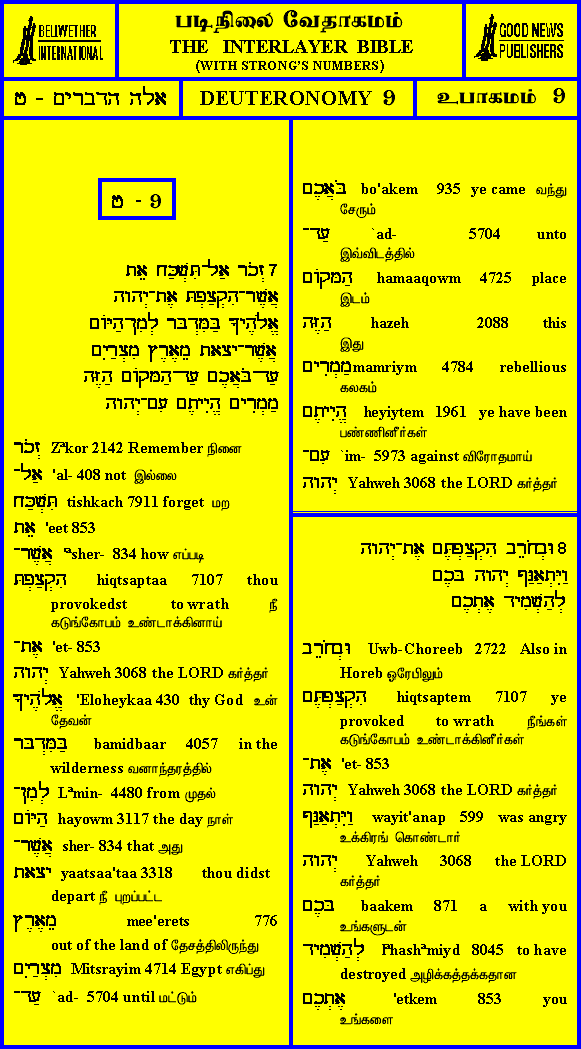 BELLWETHER
INTERNATIONAL
படிநிலை வேதாகமம்
THE INTERLAYER BIBLE
(WITH STRONG'S NUMBERS)
GOOD NEWS
PUBLISHERS
אלה הדברים - ט
DEUTERONOMY 9
உபாகமம் 9
ט - 9
7 זְכֹר אַל־תִּשְׁכַּח אֵת
אֲשֶׁר־הִקְצַפְתָּ אֶת־יְהוָה
אֱלֹהֶיךָ בַּמִּדְבָּר לְמִן־הַיּוֹם
אֲשֶׁר־יָצָאתָ מֵאֶרֶץ מִצְרַיִם
עַד־בֹּאֲכֶם עַד־הַמָּקוֹם הַזֶּה
מַמְרִים הֱיִיתֶם עִם־יְהוָה
זְכֹר Zªkor 2142 Remember நினை
אַל־ 'al- 408 not இல்லை
תִּשְׁכַּח tishkach 7911 forget மற
אֵת 'eet 853
אֲשֶׁר־ ªsher- 834 how எப்படி
הִקְצַפְתָּ hiqtsaptaa 7107 thou
provokedst to wrath நீ
கடுங்கோபம் உண்டாக்கினாய்
אֶת־ 'et- 853
יְהוָה Yahweh 3068 the LORD கர்த்தர்
אֱלֹהֶיךָ 'Eloheykaa 430 thy God உன்
தேவன்
בַּמִּדְבָּר bamidbaar 4057 in the
wilderness வனாந்தரத்தில்
לְמִן־ Lªmin- 4480 from முதல்
הַיּוֹם hayowm 3117 the day நாள்
אֲשֶׁר־ sher- 834 that அது
יָצָאתָ yaatsaa'taa 3318 thou didst
depart நீ புறப்பட்ட
מֵאֶרֶץ mee'erets 776
out of the land of தேசத்திலிருந்து
מִצְרַיִם Mitsrayim 4714 Egypt எகிப்து
עַד־ `ad- 5704 until மட்டும்
בֹּאֲכֶם bo'akem 935 ye came வந்து
சேரும்
עַד־ `ad- 5704 unto
இவ்விடத்தில்
הַמָּקוֹם hamaaqowm 4725 place
இடம்
הַזֶּה hazeh 2088 this
இது
מַמְרִים mamriym 4784 rebellious
கலகம்
הֱיִיתֶם heyiytem 1961 ye have been
பண்ணினீர்கள்
עִם־ `im- 5973 against விரோதமாய்
יְהוָה Yahweh 3068 the LORD கர்த்தர்
8 וּבְחֹרֵב הִקְצַפְתֶּם אֶת־יְהוָה
וַיִּתְאַנַּף יְהוָה בָּכֶם
לְהַשְׁמִיד אֶתְכֶם
וּבְחֹרֵב Uwb-Choreeb 2722 Also in
Horeb ஒரேபிலும்
הִקְצַפְתֶּם hiqtsaptem 7107 ye
provoked to wrath நீங்கள்
கடுங்கோபம் உண்டாக்கினீர்கள்
אֶת־ 'et- 853
יְהוָה Yahweh 3068 the LORD கர்த்தர்
וַיִּתְאַנַּף wayit'anap 599 was angry
உக்கிரங் கொண்டார்
יְהוָה Yahweh 3068 the LORD
கர்த்தர்
בָּכֶם baakem 871 a with you
உங்களுடன்
לְהַשְׁמִיד lªhashªmiyd 8045 to have
destroyed அழிக்கத்தக்கதான
אֶתְכֶם 'etkem 853 you
உங்களை